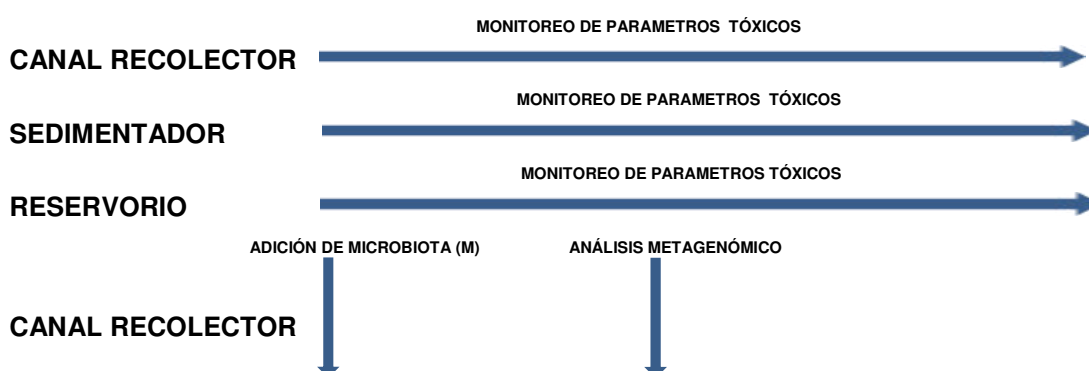 MONITOREO DE PARAMETROS TÓXICOS
CANAL RECOLECTOR
MONITOREO DE PARAMETROS TÓXICOS
SEDIMENTADOR
MONITOREO DE PARAMETROS TÓXICOS
RESERVORIO
ADICIÓN DE MICROBIOTA (M) ANÁLISIS METAGENÓMICO
CANAL RECOLECTOR